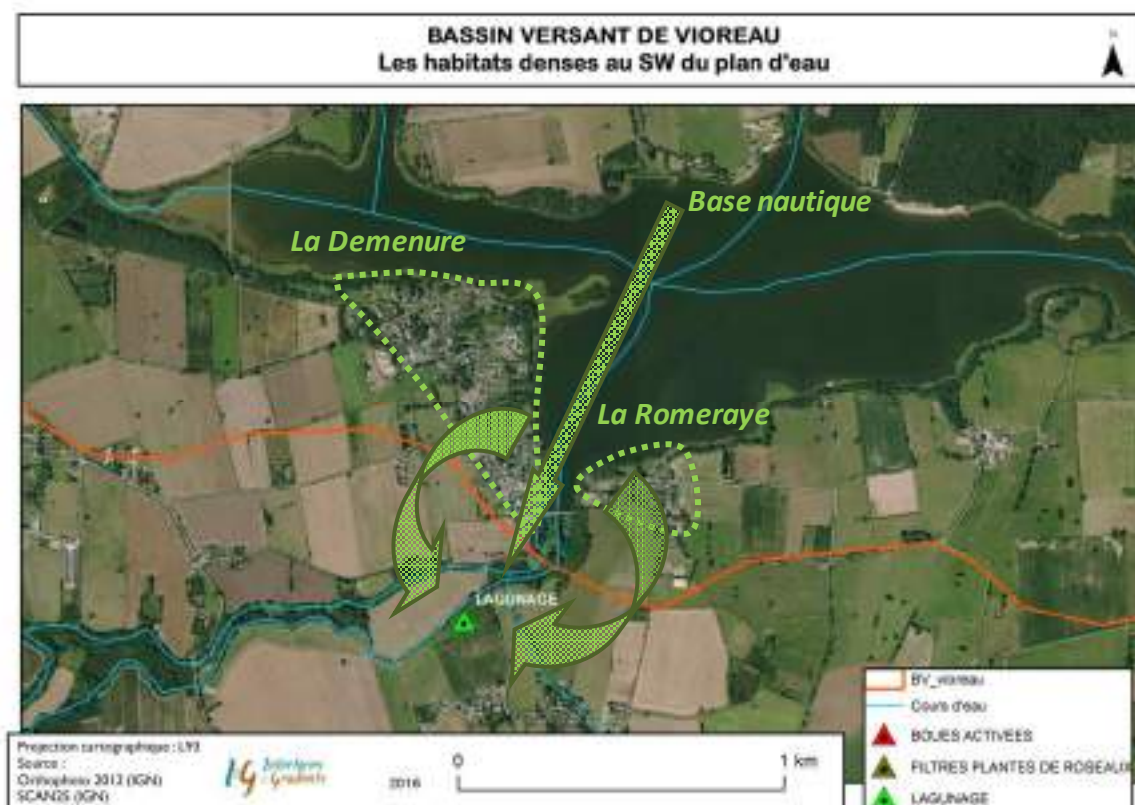 BASSIN VERSANT DE VIOREAU
Les habitats denses au SW du plan d'eau
N
Base nautique
La Demenure
La Romeraye
LAGUNAGE
BV_vioreau
Cours d'eau
BOUES ACTIVEES
FILTRES PLANTES DE ROSEAUX
LAGUNAGE
Projection cartographique : L93
Source :
Orthophoto 2012 (IGN)
SCAN25 (IGN)
2016
0
1 km